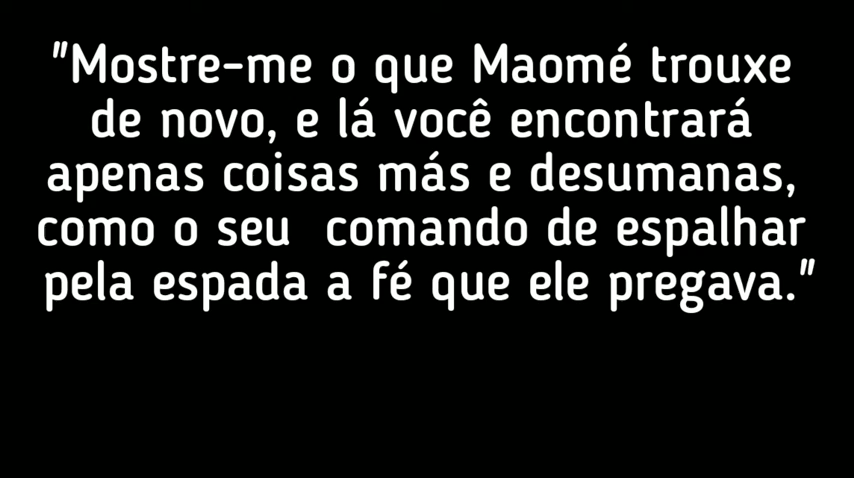 "Mostre-me o que Maomé trouxe
de novo, e lá você encontrará
apenas coisas más e desumanas,
como o seu  comando de espalhar
pela espada a fé que ele pregava."